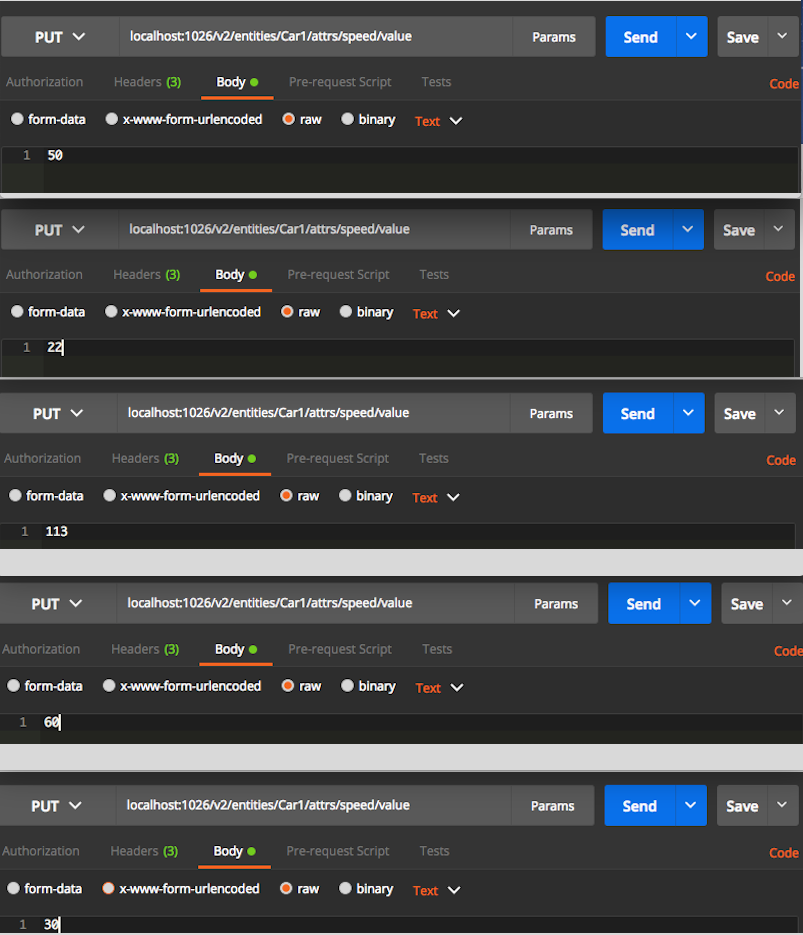 PUT localhost:1026/v2/entities/Car1/attrs/speed/value Params Send Save
Authorization Headers (3) Body Pre-request Script Tests Code
form-data x-www-form-urlencoded raw binary Text
1 50
PUT localhost:1026/v2/entities/Car1/attrs/speed/value Params Send Save
Authorization Headers (3) Body Pre-request Script Tests Code
form-data x-www-form-urlencoded raw binary Text
1 22
PUT localhost:1026/v2/entities/Car1/attrs/speed/value Params Send Save
Authorization Headers (3) Body Pre-request Script Tests Code
form-data x-www-form-urlencoded raw binary Text
1 113
PUT localhost:1026/v2/entities/Car1/attrs/speed/value Params Send Save
Authorization Headers (3) Body Pre-request Script Tests Code
form-data x-www-form-urlencoded raw binary Text
1 60
PUT localhost:1026/v2/entities/Car1/attrs/speed/value Params Send Save
Authorization Headers (3) Body Pre-request Script Tests Code
form-data x-www-form-urlencoded raw binary Text
1 30